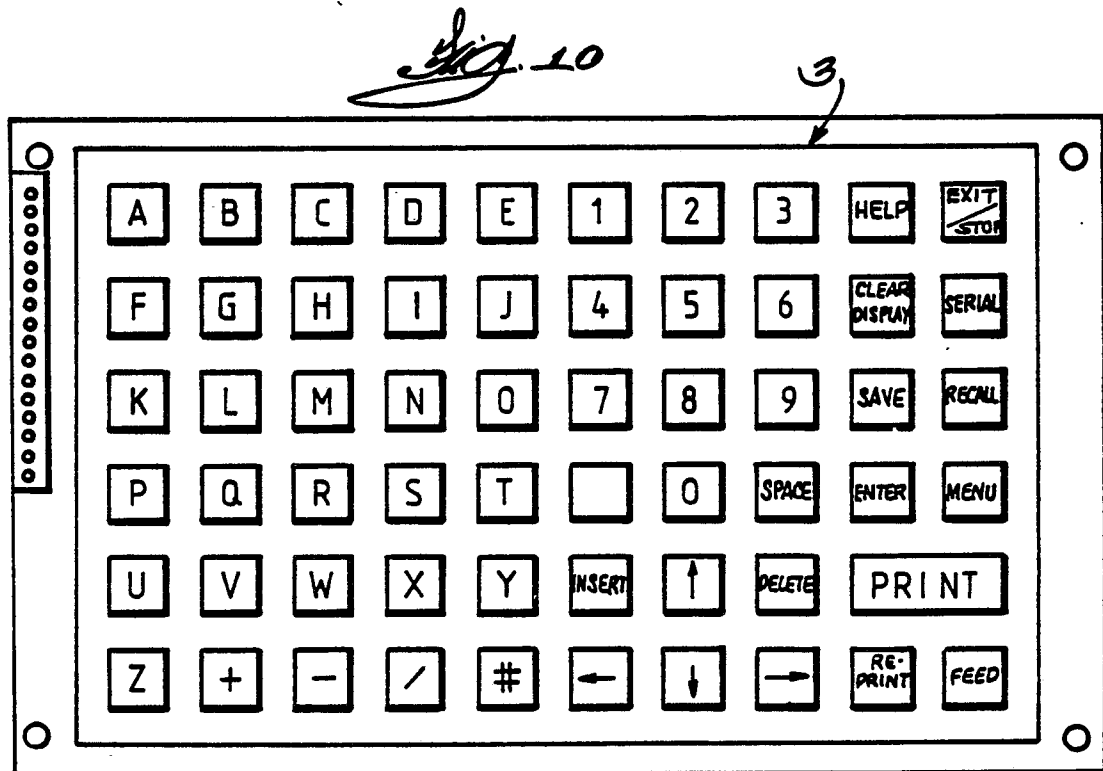 Fig. 10
3
A B C D E 1 2 3 HELP EXIT/STOP
F G H I J 4 5 6 CLEAR DISPLAY SERIAL
K L M N O 7 8 9 SAVE RECALL
P Q R S T 0 SPACE ENTER MENU
U V W X Y INSERT ↑ DELETE PRINT
Z + - / # ← ↓ → RE-PRINT FEED